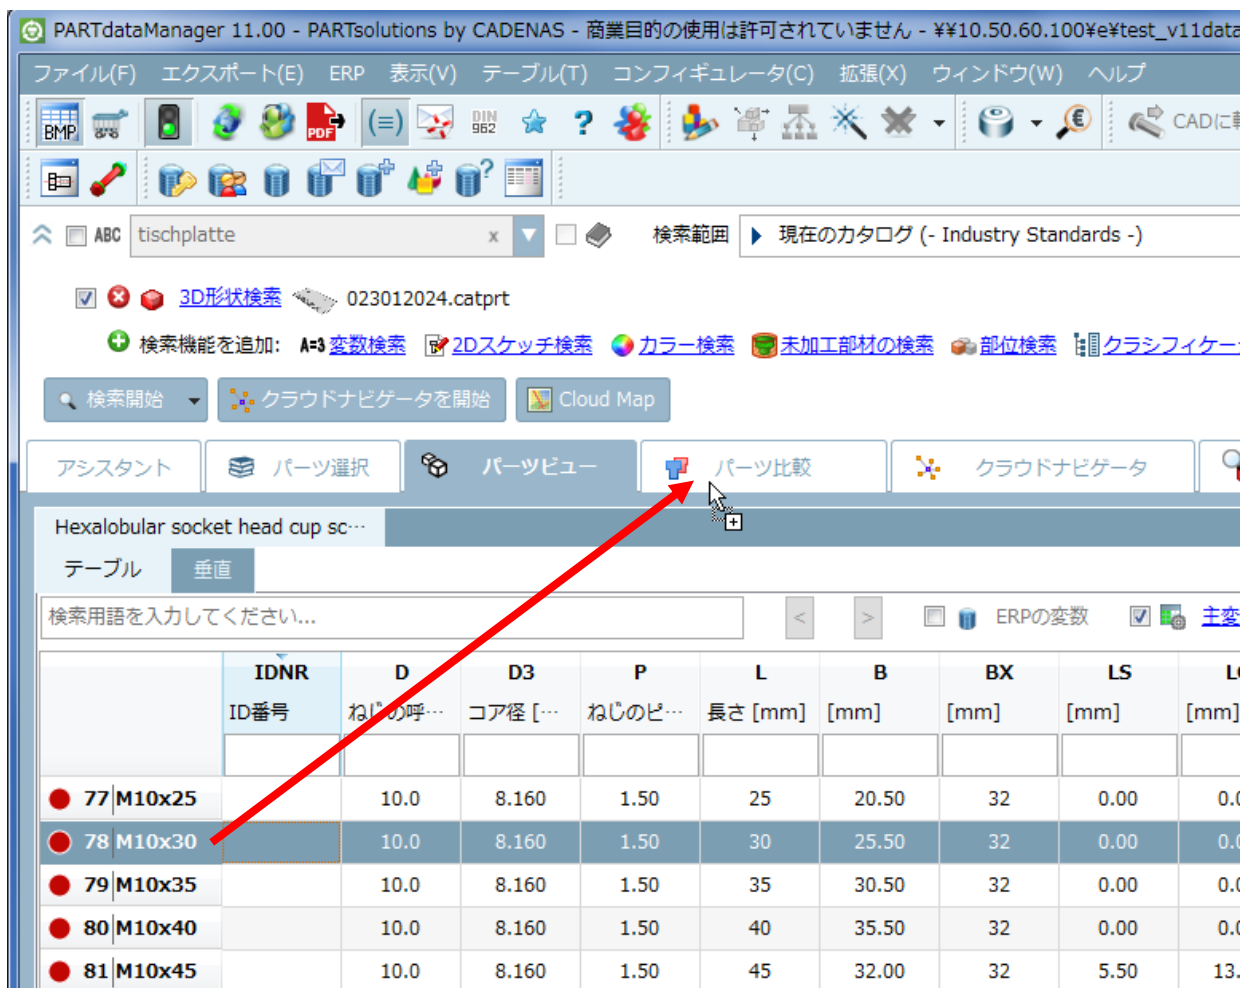 PARTdataManager 11.00 - PARTsolutions by CADENAS - 商業目的の使用は許可されていません - ¥¥10.50.60.100¥e¥test_v11data
ファイル(F) エクスポート(E) ERP 表示(V) テーブル(T) コンフィギュレータ(C) 拡張(X) ウィンドウ(W) ヘルプ
BMP PDF (=) DIN 962 ? € CADに
?
ABC tischplatte x 検索範囲 現在のカタログ (- Industry Standards -)
3D形状検索 023012024.catprt
検索機能を追加: A=3 変数検索 2Dスケッチ検索 カラー検索 未加工部材の検索 部位検索 クラシフィケー
検索開始 クラウドナビゲータを開始 Cloud Map
アシスタント パーツ選択 パーツビュー パーツ比較 クラウドナビゲータ
Hexalobular socket head cup sc…
テーブル 垂直
検索用語を入力してください... < > ERPの変数 主変
IDNR D D3 P L B BX LS
ID番号 ねじの呼… コア径 [… ねじのピ… 長さ [mm] [mm] [mm] [mm] [mm]
77 M10x25 10.0 8.160 1.50 25 20.50 32 0.00 0.0
78 M10x30 10.0 8.160 1.50 30 25.50 32 0.00 0.0
79 M10x35 10.0 8.160 1.50 35 30.50 32 0.00 0.0
80 M10x40 10.0 8.160 1.50 40 35.50 32 0.00 0.0
81 M10x45 10.0 8.160 1.50 45 32.00 32 5.50 13.